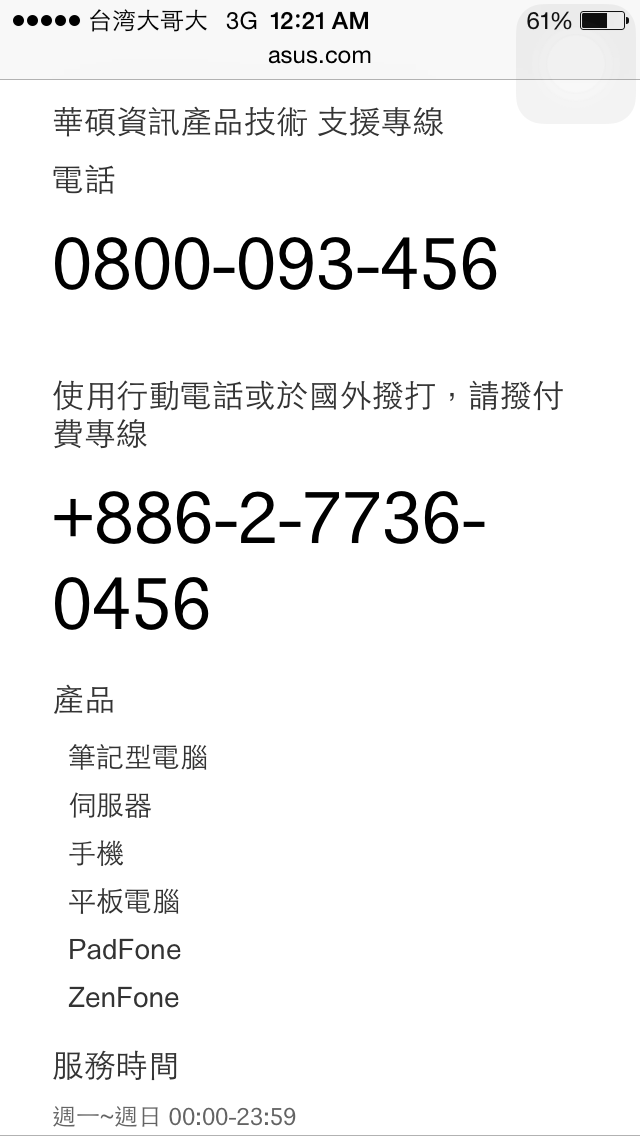 ●●●●● 台湾大哥大 3G 12:21 AM 61%
asus.com
華碩資訊產品技術 支援專線
電話
0800-093-456
使用行動電話或於國外撥打，請撥付
費專線
+886-2-7736-
0456
產品
筆記型電腦
伺服器
手機
平板電腦
PadFone
ZenFone
服務時間
週一~週日 00:00-23:59